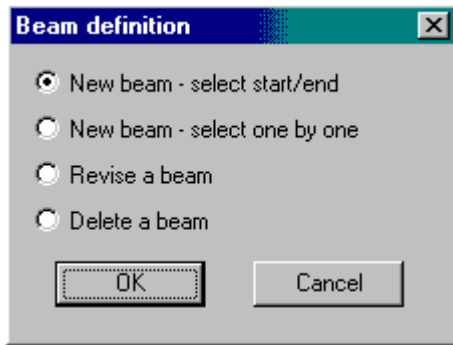 Beam definition
New beam - select start/end
New beam - select one by one
Revise a beam
Delete a beam
OK Cancel